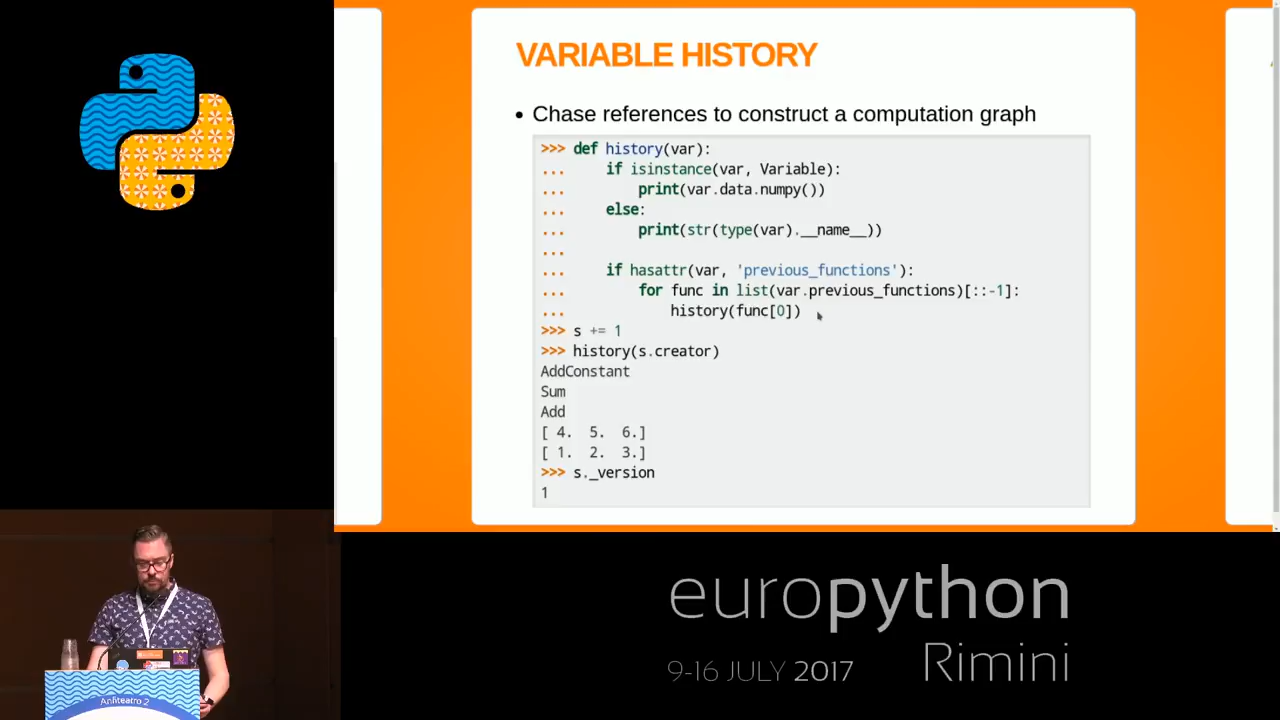 VARIABLE HISTORY
• Chase references to construct a computation graph
>>> def history(var):
...     if isinstance(var, Variable):
...         print(var.data.numpy())
...     else:
...         print(str(type(var).__name__))
...
...     if hasattr(var, 'previous_functions'):
...         for func in list(var.previous_functions)[::-1]:
...             history(func[0])
>>> s += 1
>>> history(s.creator)
AddConstant
Sum
Add
[ 4.  5.  6.]
[ 1.  2.  3.]
>>> s._version
1
europython
Rimini
9-16 JULY 2017
Anfiteatro 2